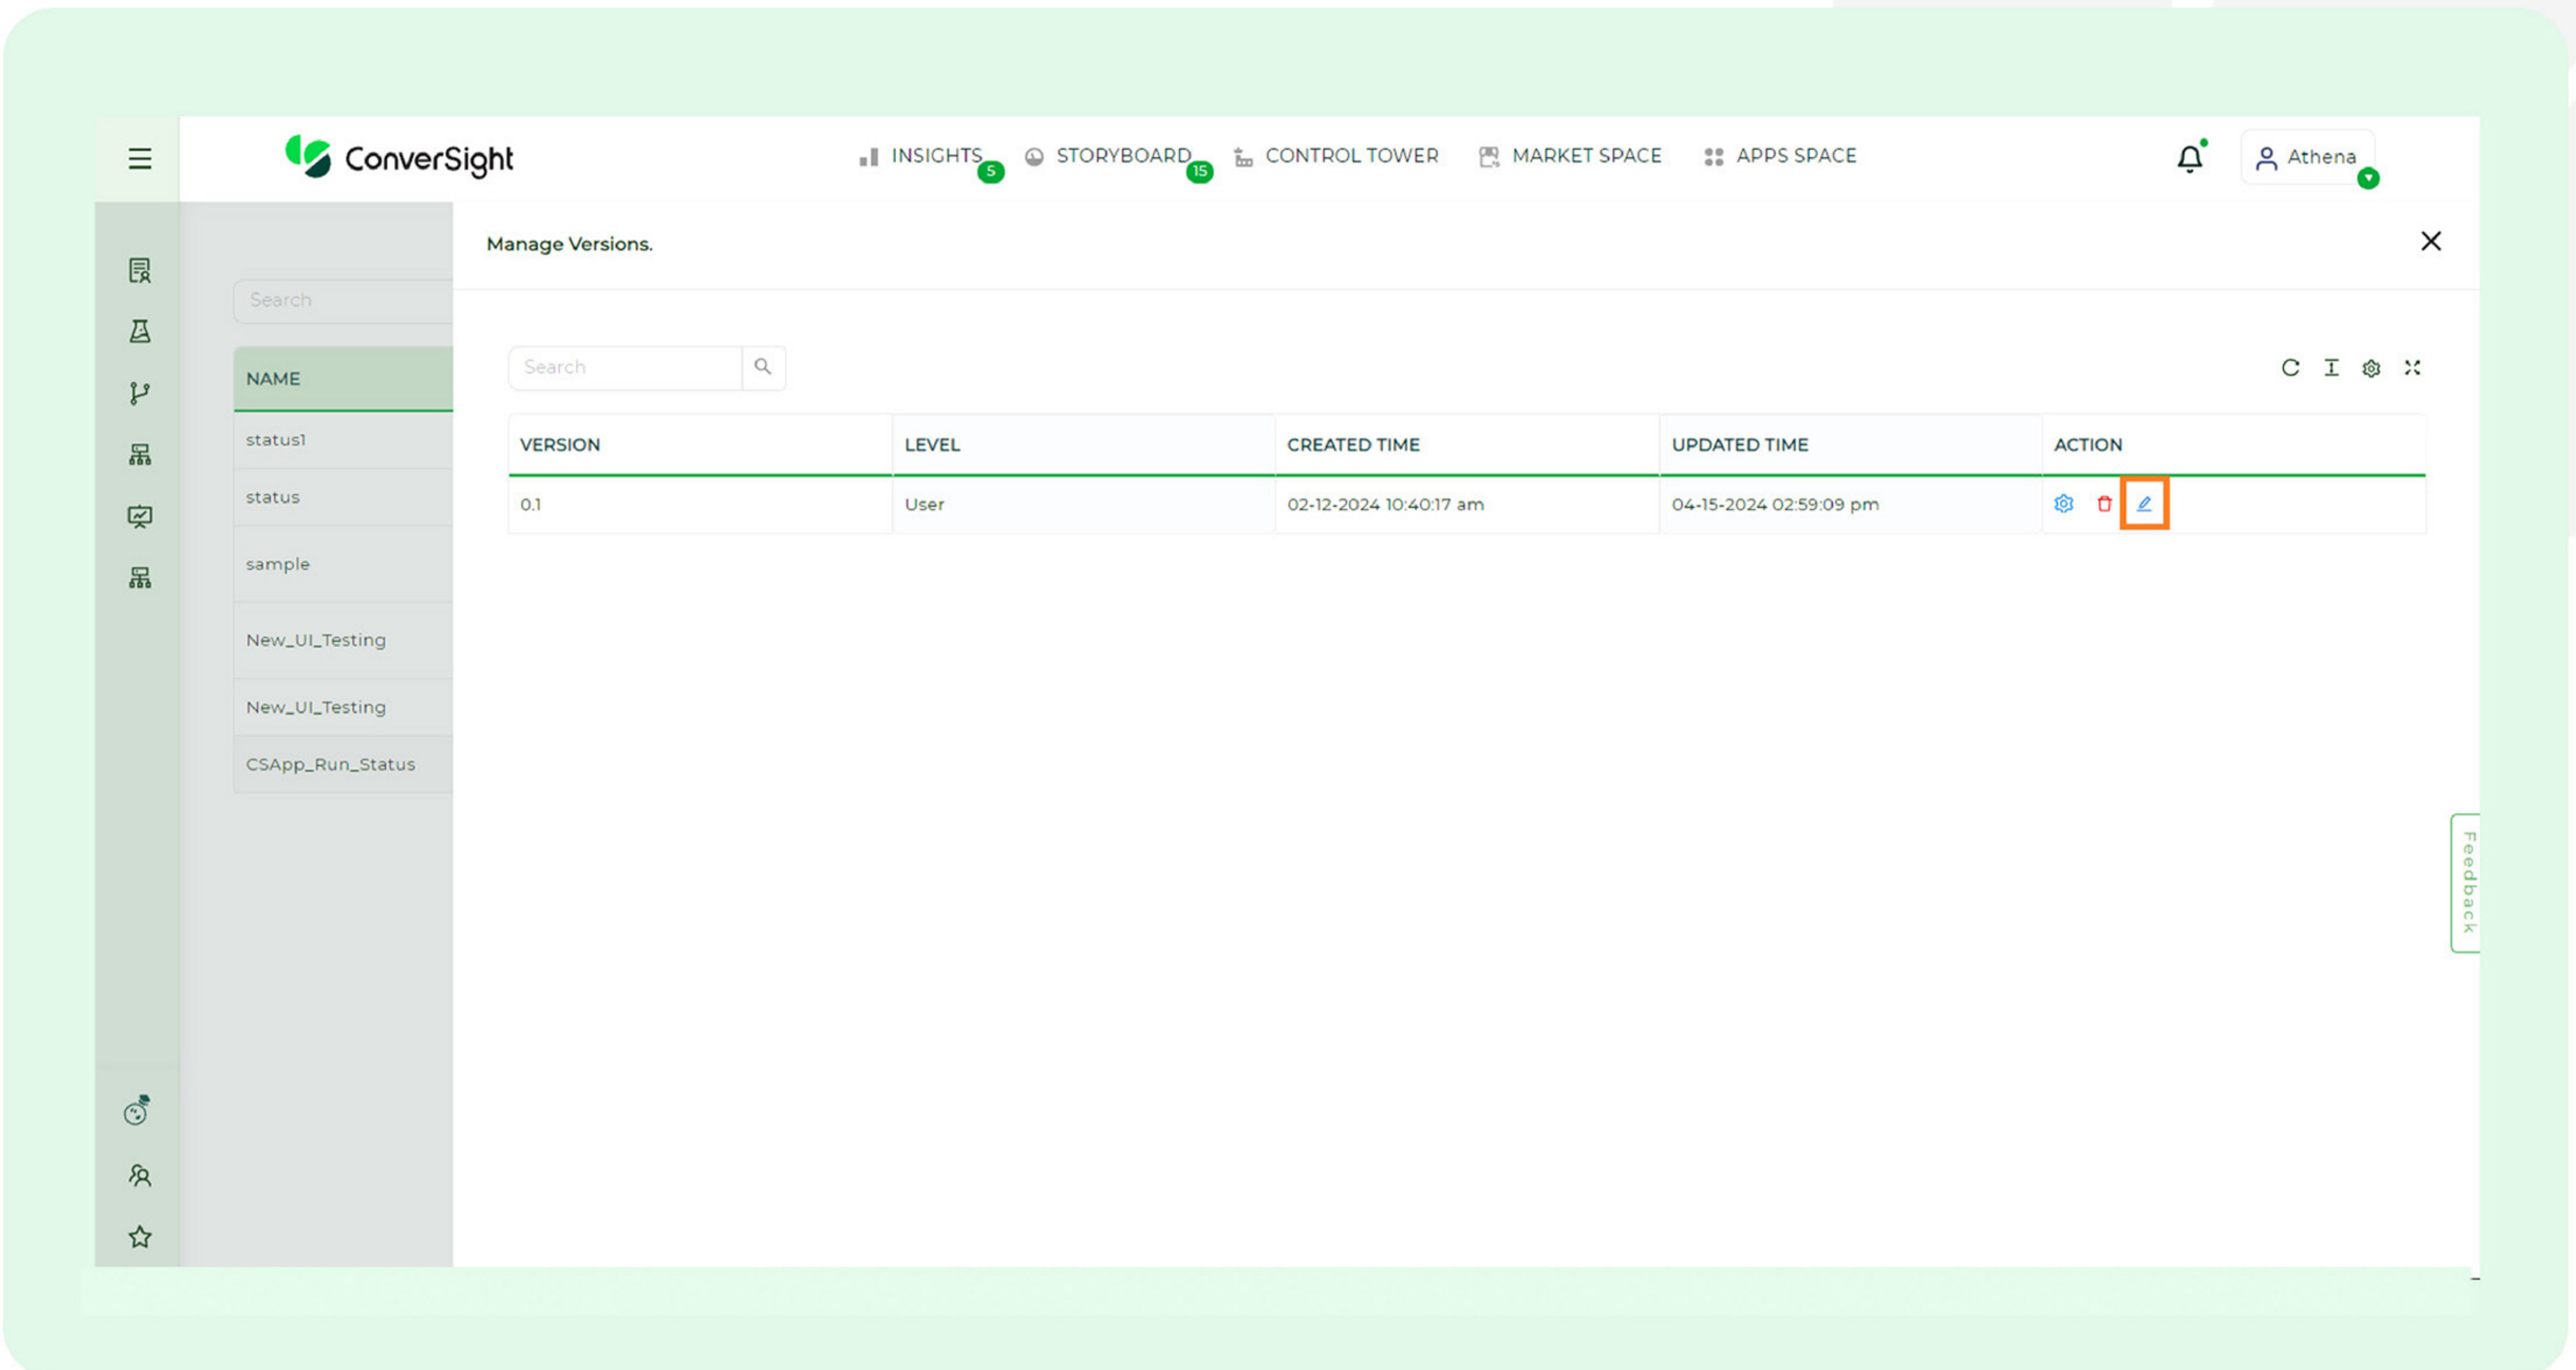 ConverSight
INSIGHTS 5
STORYBOARD 15
CONTROL TOWER
MARKET SPACE
APPS SPACE
Athena
Manage Versions.
Search
NAME
status1
status
sample
New_UI_Testing
New_UI_Testing
CSApp_Run_Status
Search
VERSION LEVEL CREATED TIME UPDATED TIME ACTION
0.1 User 02-12-2024 10:40:17 am 04-15-2024 02:59:09 pm
Feedback